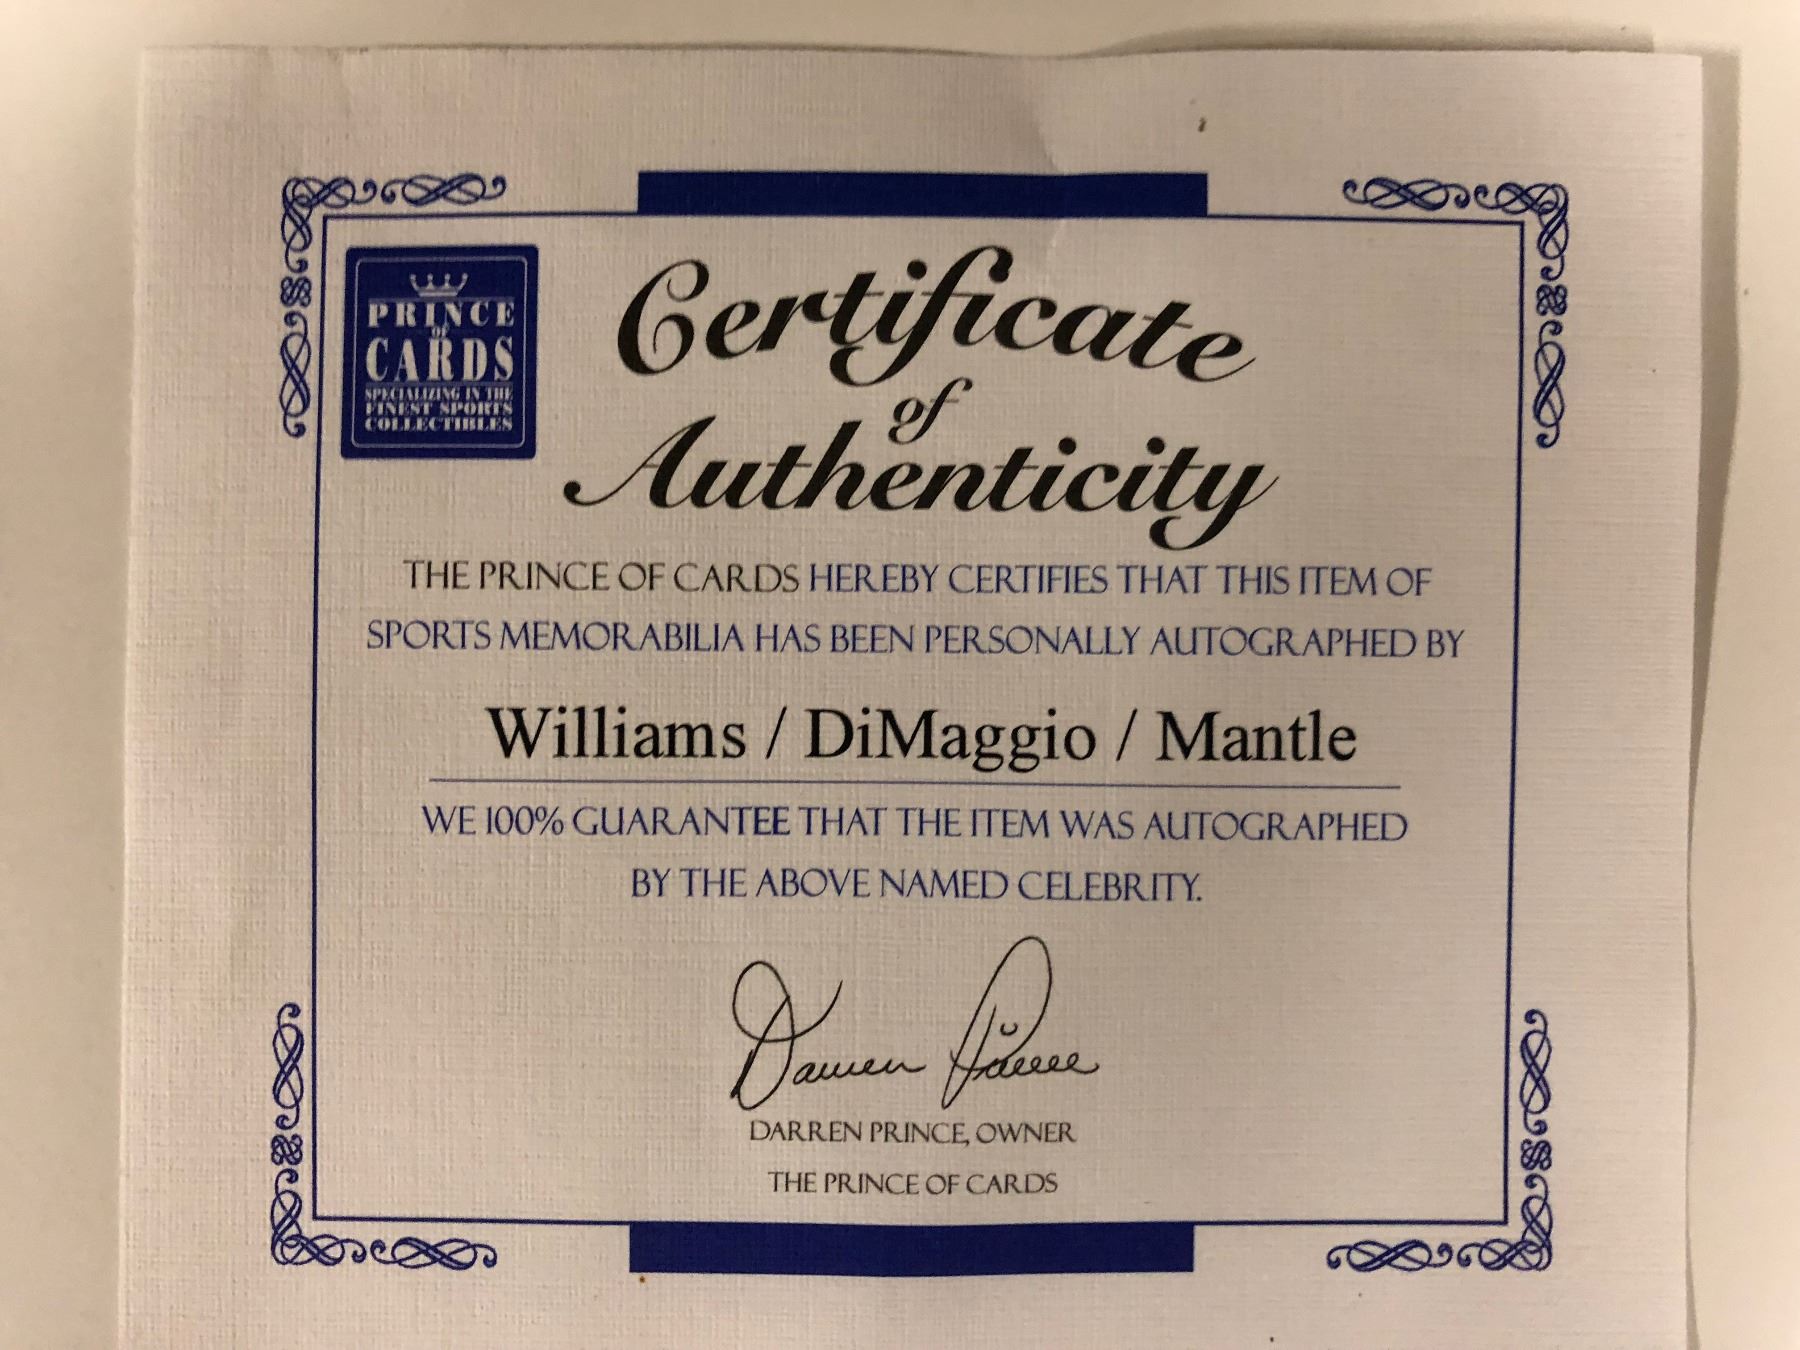 PRINCE
OF
CARDS
SPECIALIZING IN THE
FINEST SPORTS
COLLECTIBLES
Certificate
of
Authenticity
THE PRINCE OF CARDS HEREBY CERTIFIES THAT THIS ITEM OF
SPORTS MEMORABILIA HAS BEEN PERSONALLY AUTOGRAPHED BY
Williams / DiMaggio / Mantle
WE 100% GUARANTEE THAT THE ITEM WAS AUTOGRAPHED
BY THE ABOVE NAMED CELEBRITY.
Darren Prince
DARREN PRINCE, OWNER
THE PRINCE OF CARDS